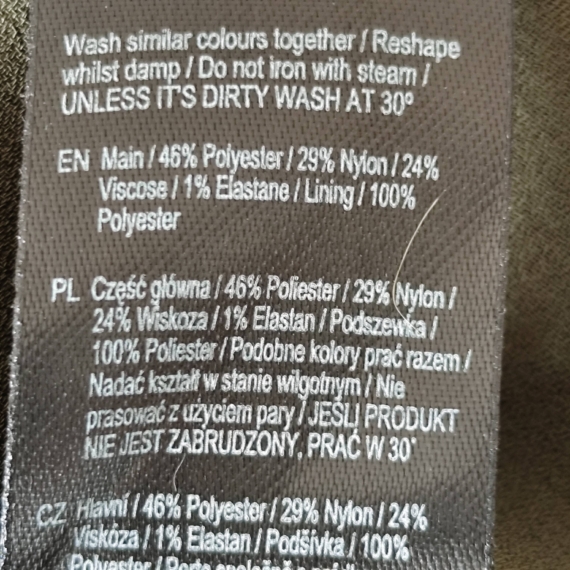 Wash similar colours together / Reshape
whilst damp / Do not iron with steam /
UNLESS IT'S DIRTY WASH AT 30º
EN Main / 46% Polyester / 29% Nylon / 24%
Viscose / 1% Elastane / Lining / 100%
Polyester
PL Część główna / 46% Poliester / 29% Nylon /
24% Wiskoza / 1% Elastan / Podszewka /
100% Poliester / Podobne kolory prać razem /
Nadać kształt w stanie wilgotnym / Nie
prasować z użyciem pary / JEŚLI PRODUKT
NIE JEST ZABRUDZONY, PRAĆ W 30°
CZ Hlavní / 46% Polyester / 29% Nylon / 24%
Viskóza / 1% Elastan / Podšívka / 100%
Polyester